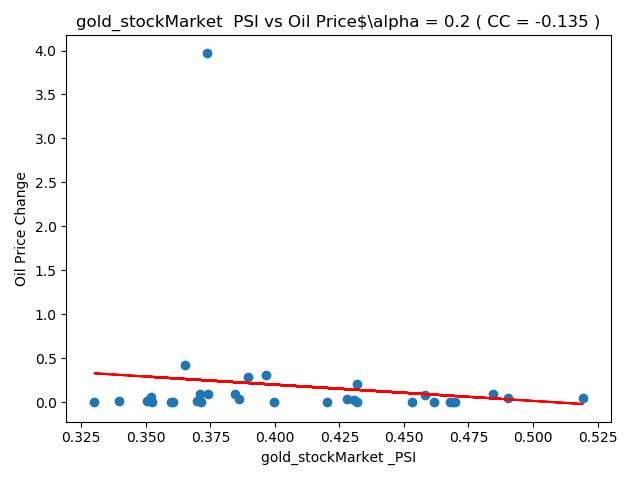 gold_stockMarket  PSI vs Oil Price$\alpha = 0.2 ( CC = -0.135 )
4.0
3.5
3.0
2.5
2.0
1.5
1.0
0.5
0.0
Oil Price Change
0.325 0.350 0.375 0.400 0.425 0.450 0.475 0.500 0.525
gold_stockMarket _PSI